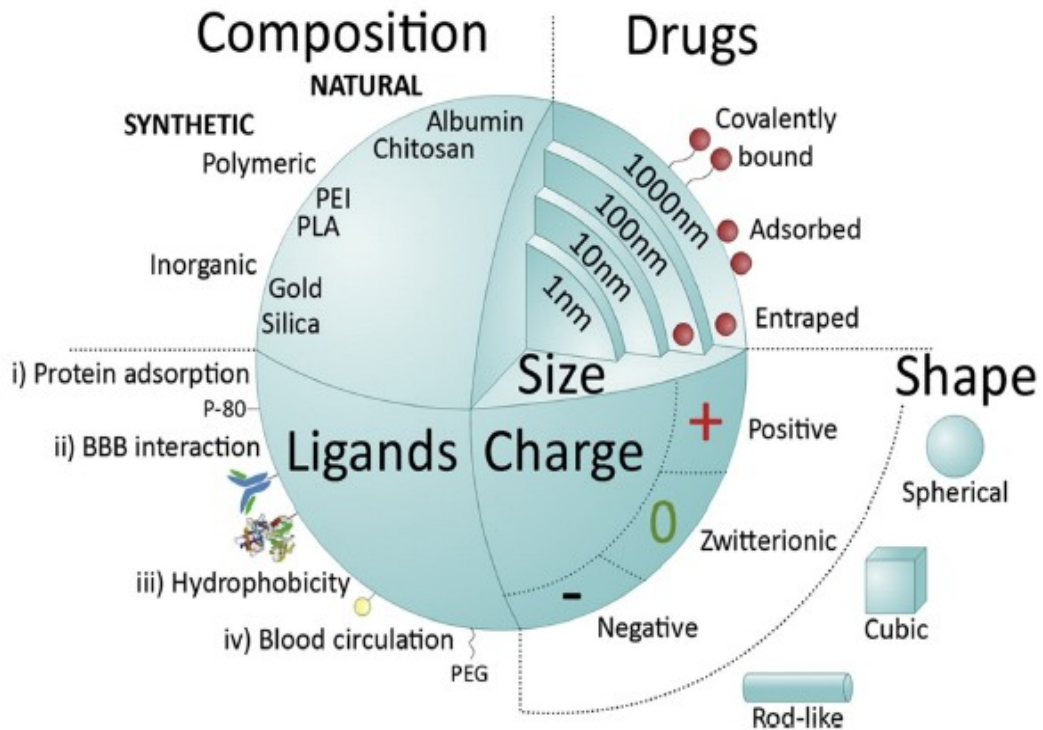 Composition
Drugs
NATURAL
SYNTHETIC
Albumin
Chitosan
Polymeric
PEI
PLA
Inorganic
Gold
Silica
Covalently
bound
Adsorbed
Entraped
1000nm
100nm
10nm
1nm
Size
i) Protein adsorption
P-80
ii) BBB interaction
iii) Hydrophobicity
iv) Blood circulation
PEG
Ligands
Charge
+
Positive
0
Zwitterionic
-
Negative
Shape
Spherical
Cubic
Rod-like